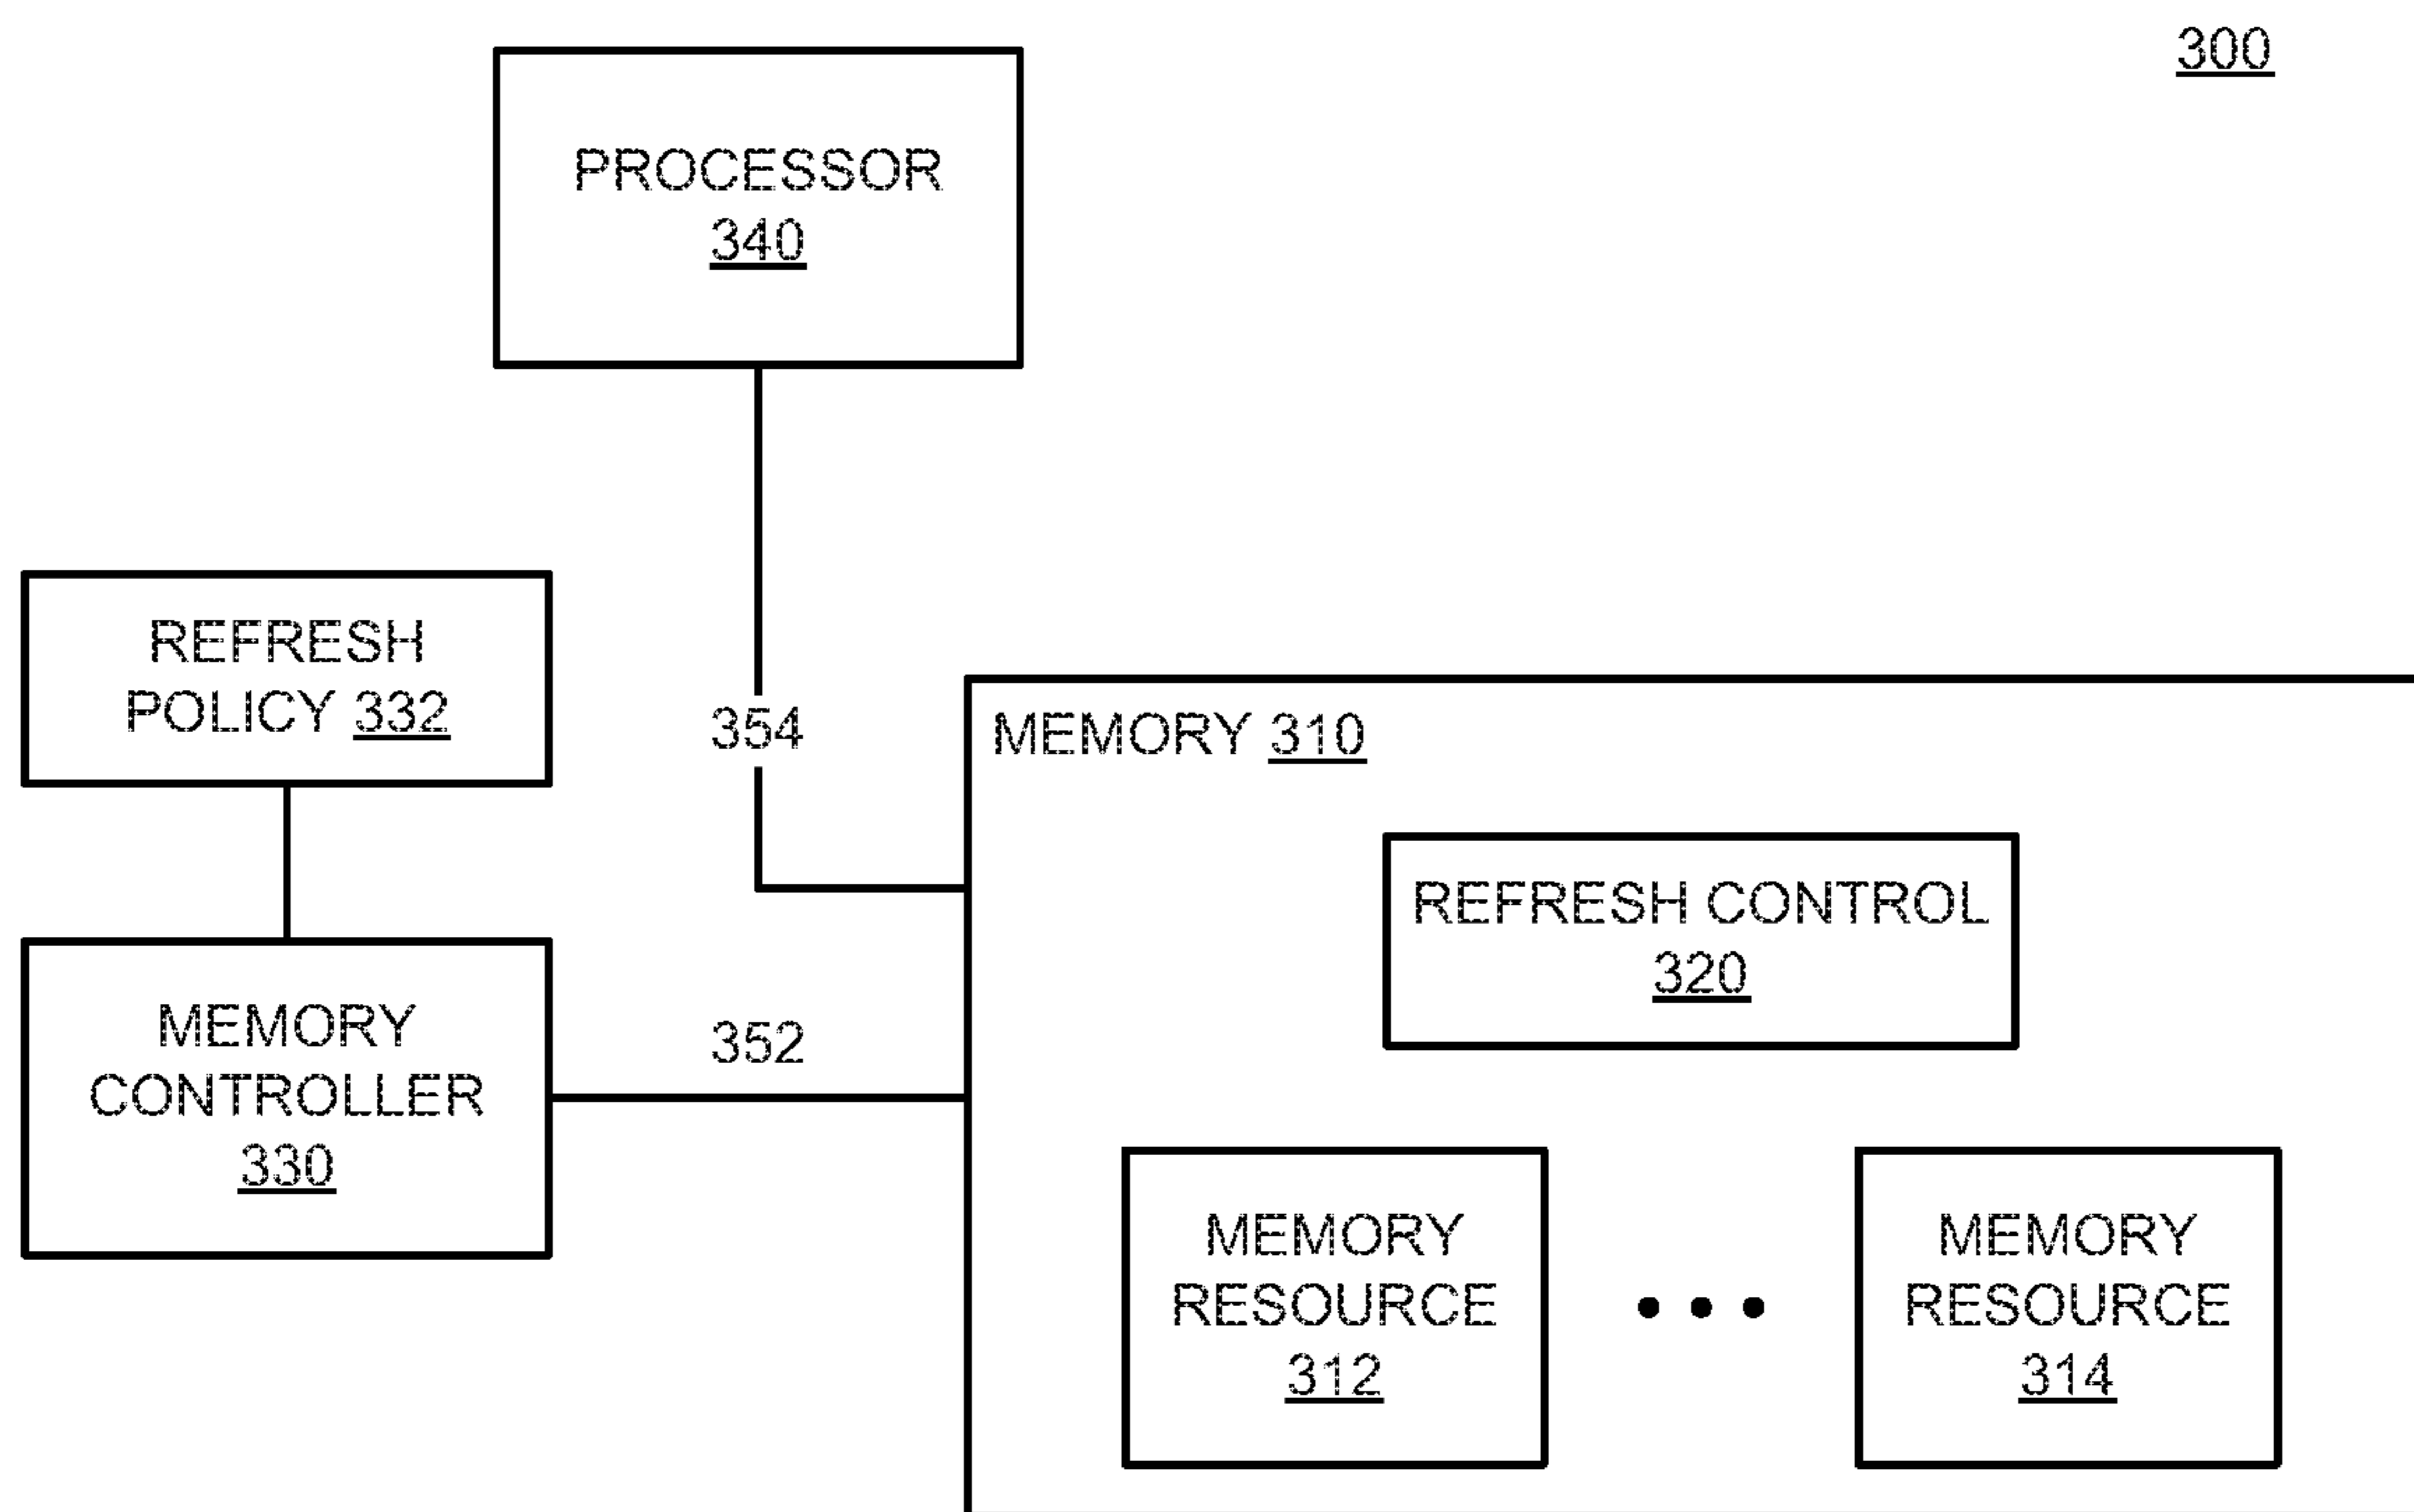 300
PROCESSOR
340
REFRESH
POLICY 332
354
MEMORY 310
REFRESH CONTROL
320
MEMORY
CONTROLLER
330
352
MEMORY
RESOURCE
312
MEMORY
RESOURCE
314